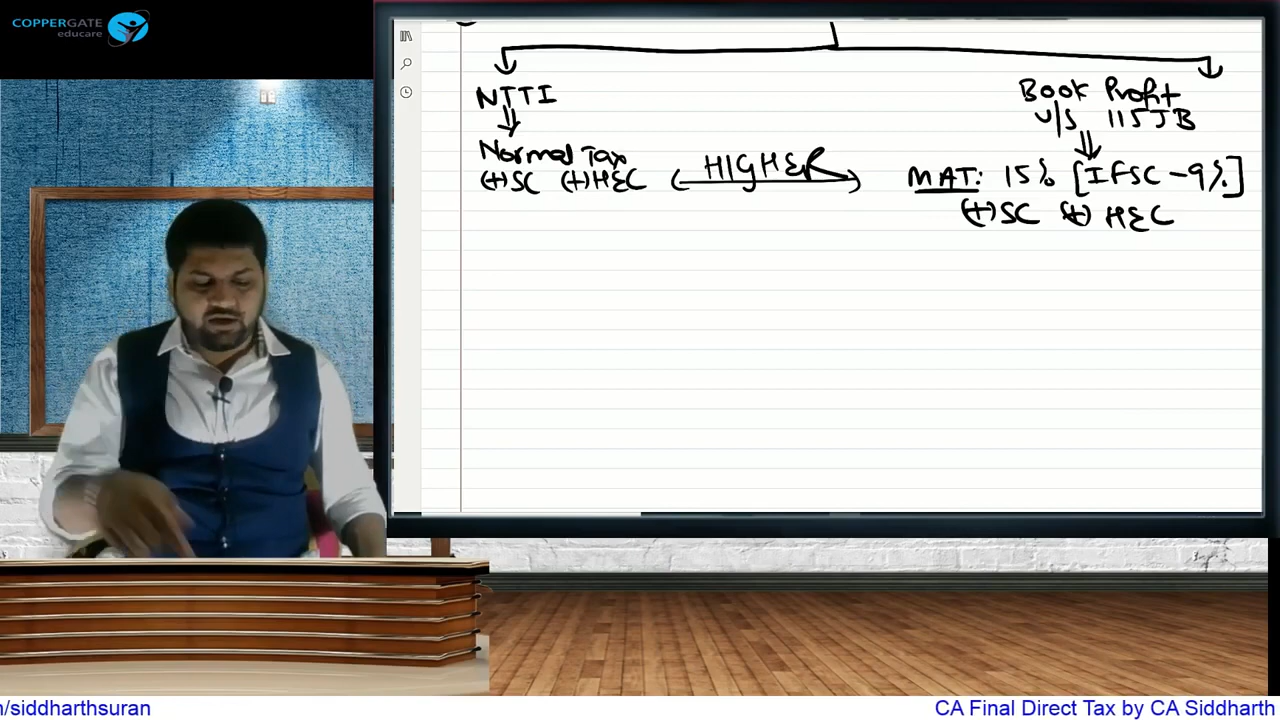 COPPERGATE
educare
NTTI
Normal Tax
(+)SC (+)HEC
HIGHER
Book Profit
u/s 115JB
MAT: 15% [IFSC - 9%]
(+)SC (+) HEC
n/siddharthsuran
CA Final Direct Tax by CA Siddharth